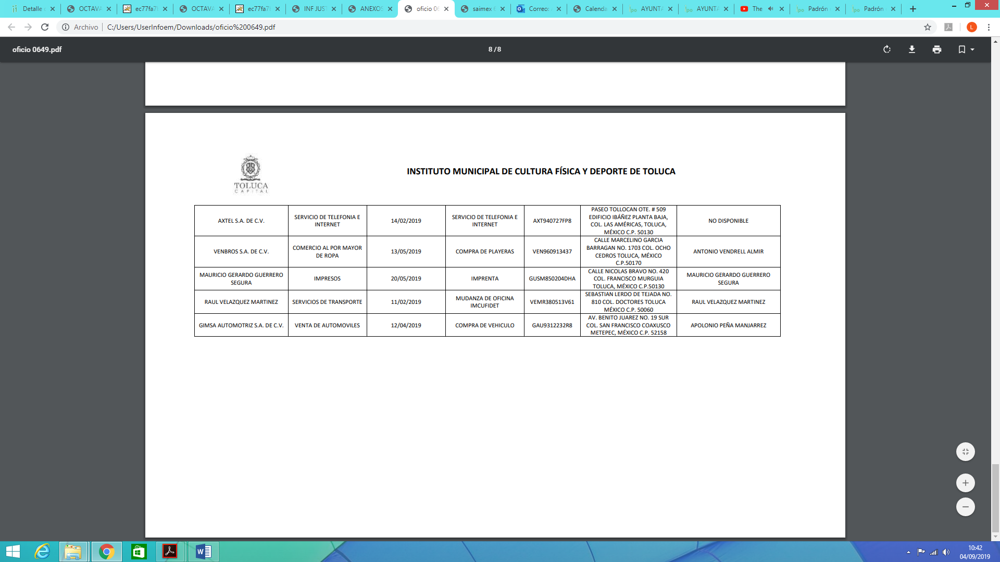 Detalle
OCTAVA
ec77fa7
OCTAVA
ec77fa7
INF JUST
ANEXOS
oficio 06
saimex 6
Correo:
Calenda
AYUNTA
AYUNTA
The
Padrón
Padrón
Archivo
C:/Users/UserInfoem/Downloads/oficio%200649.pdf
L
oficio 0649.pdf
8 / 8
TOLUCA
CAPITAL
INSTITUTO MUNICIPAL DE CULTURA FÍSICA Y DEPORTE DE TOLUCA
AXTEL S.A. DE C.V.
SERVICIO DE TELEFONIA E
INTERNET
14/02/2019
SERVICIO DE TELEFONIA E
INTERNET
AXT940727FP8
PASEO TOLLOCAN OTE. # 509
EDIFICIO IBÁÑEZ PLANTA BAJA,
COL. LAS AMÉRICAS, TOLUCA,
MÉXICO C.P. 50130
NO DISPONIBLE
VENBROS S.A. DE C.V.
COMERCIO AL POR MAYOR
DE ROPA
13/05/2019
COMPRA DE PLAYERAS
VEN960913437
CALLE MARCELINO GARCIA
BARRAGAN NO. 1703 COL. OCHO
CEDROS TOLUCA, MÉXICO
C.P.50170
ANTONIO VENDRELL ALMIR
MAURICIO GERARDO GUERRERO
SEGURA
IMPRESOS
20/05/2019
IMPRENTA
GUSM850204DHA
CALLE NICOLAS BRAVO NO. 420
COL. FRANCISCO MURGUIA
TOLUCA, MÉXICO C.P.50130
MAURICIO GERARDO GUERRERO
SEGURA
RAUL VELAZQUEZ MARTINEZ
SERVICIOS DE TRANSPORTE
11/02/2019
MUDANZA DE OFICINA
IMCUFIDET
VEMR380513V61
SEBASTIAN LERDO DE TEJADA NO.
810 COL. DOCTORES TOLUCA
MÉXICO C.P. 50060
RAUL VELAZQUEZ MARTINEZ
GIMSA AUTOMOTRIZ S.A. DE C.V.
VENTA DE AUTOMOVILES
12/04/2019
COMPRA DE VEHICULO
GAU9312232R8
AV. BENITO JUAREZ NO. 19 SUR
COL. SAN FRANCISCO COAXUSCO
METEPEC, MÉXICO C.P. 52158
APOLONIO PEÑA MANJARREZ
10:42
04/09/2019